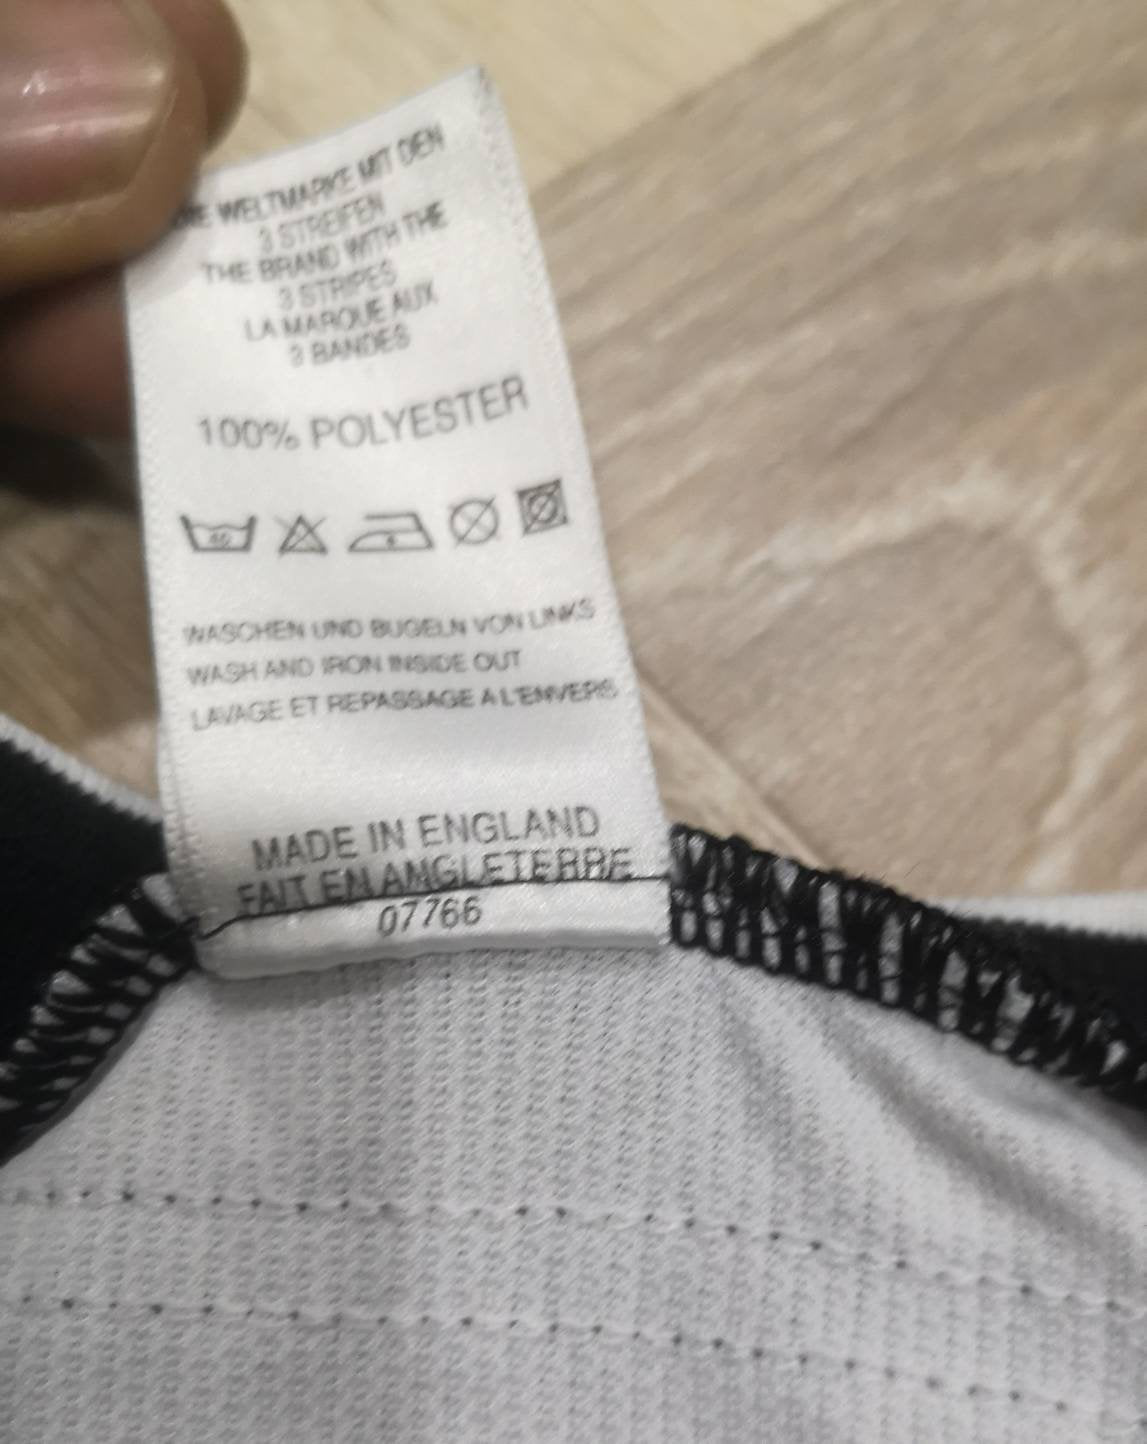 DIE WELTMARKE MIT DEN
3 STREIFEN
THE BRAND WITH THE
3 STRIPES
LA MARQUE AUX
3 BANDES
100% POLYESTER
40
WASCHEN UND BUGELN VON LINKS
WASH AND IRON INSIDE OUT
LAVAGE ET REPASSAGE A L'ENVERS
MADE IN ENGLAND
FAIT EN ANGLETERRE
07766